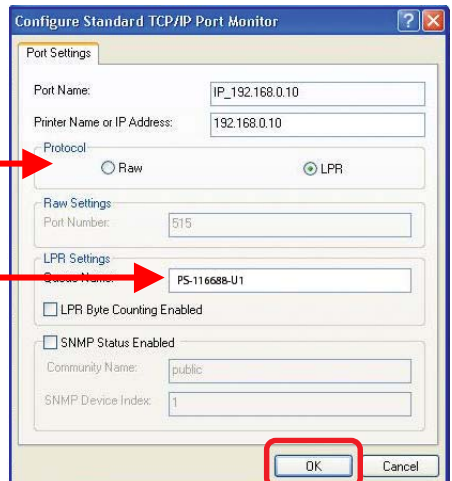 Configure Standard TCP/IP Port Monitor
Port Settings
Port Name: IP_192.168.0.10
Printer Name or IP Address: 192.168.0.10
Protocol
Raw LPR
Raw Settings
Port Number: 515
LPR Settings
Queue Name: PS-116688-U1
LPR Byte Counting Enabled
SNMP Status Enabled
Community Name: public
SNMP Device Index: 1
OK Cancel